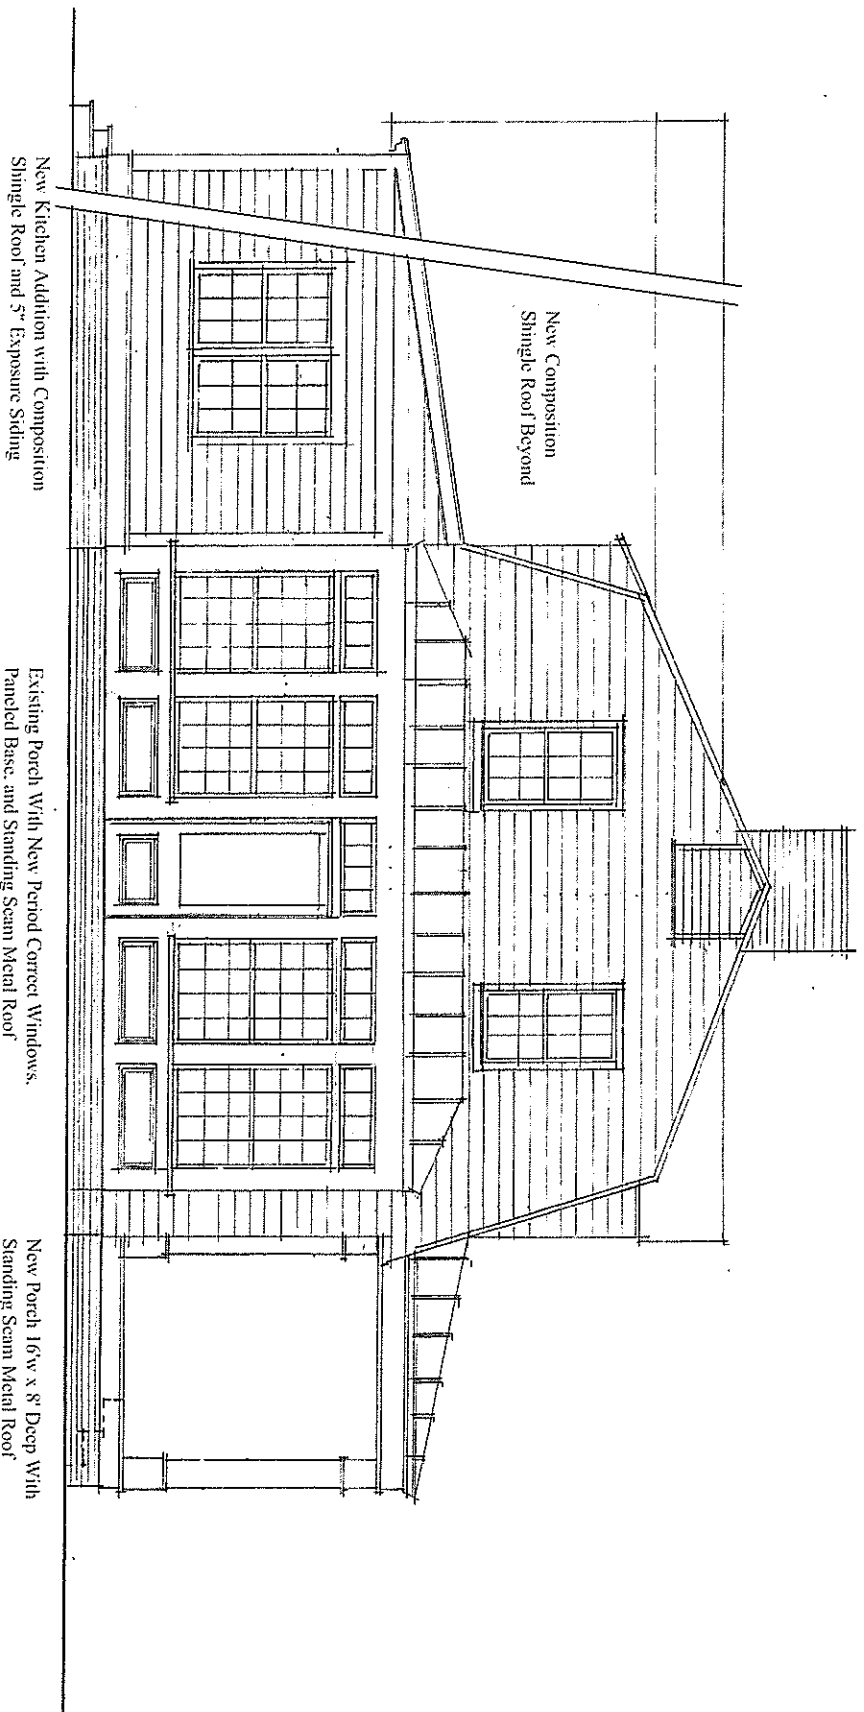 New Composition
Shingle Roof Beyond
New Kitchen Addition with Composition
Shingle Roof and 5" Exposure Siding
Existing Porch With New Period Correct Windows,
Paneled Base, and Standing Seam Metal Roof
New Porch 16'w x 8' Deep With
Standing Seam Metal Roof